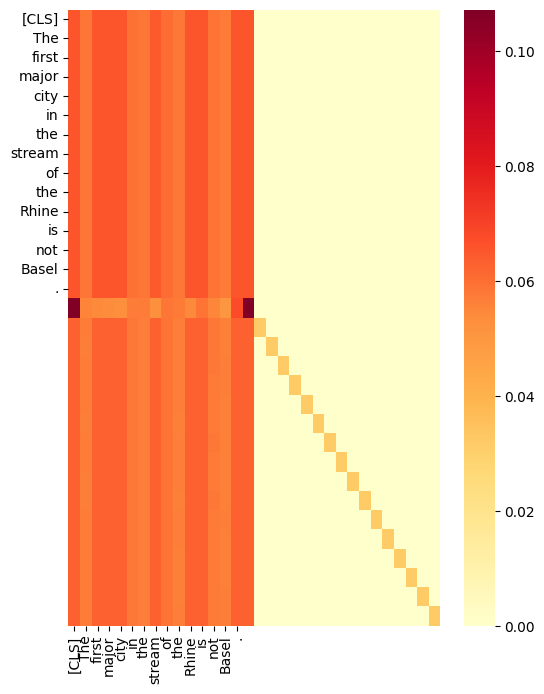 [CLS]
The
first
major
city
in
the
stream
of
the
Rhine
is
not
Basel
.
0.10
0.08
0.06
0.04
0.02
0.00
[CLS]
The
first
major
city
in
the
stream
of
the
Rhine
is
not
Basel
.